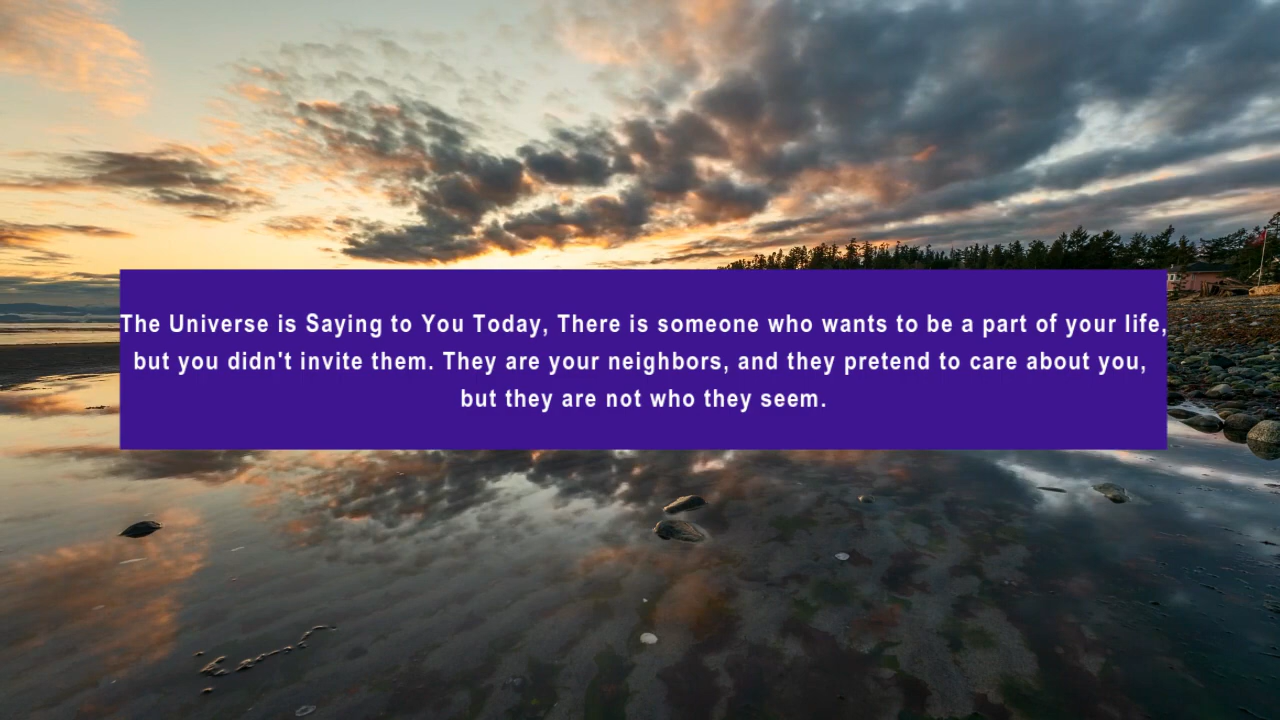 The Universe is Saying to You Today, There is someone who wants to be a part of your life,
but you didn't invite them. They are your neighbors, and they pretend to care about you,
but they are not who they seem.